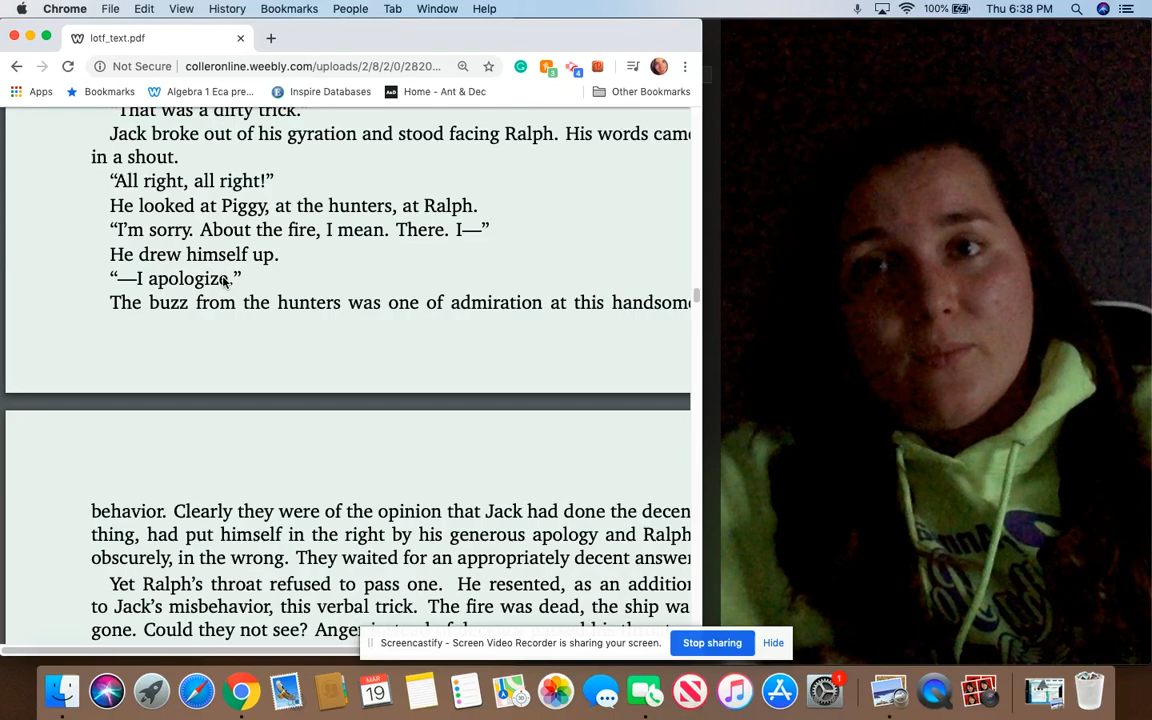 Chrome File Edit View History Bookmarks People Tab Window Help 100% Thu 6:38 PM
lotf_text.pdf
Not Secure colleronline.weebly.com/uploads/2/8/2/0/2820...
Apps Bookmarks Algebra 1 Eca pre... Inspire Databases Home - Ant & Dec Other Bookmarks
"That was a dirty trick."
Jack broke out of his gyration and stood facing Ralph. His words came
in a shout.
“All right, all right!”
He looked at Piggy, at the hunters, at Ralph.
“I’m sorry. About the fire, I mean. There. I—”
He drew himself up.
“—I apologize.”
The buzz from the hunters was one of admiration at this handsome
behavior. Clearly they were of the opinion that Jack had done the decen
thing, had put himself in the right by his generous apology and Ralph
obscurely, in the wrong. They waited for an appropriately decent answer
Yet Ralph’s throat refused to pass one. He resented, as an addition
to Jack’s misbehavior, this verbal trick. The fire was dead, the ship wa
gone. Could they not see? Anger
Screencastify - Screen Video Recorder is sharing your screen. Stop sharing Hide
MAR
19